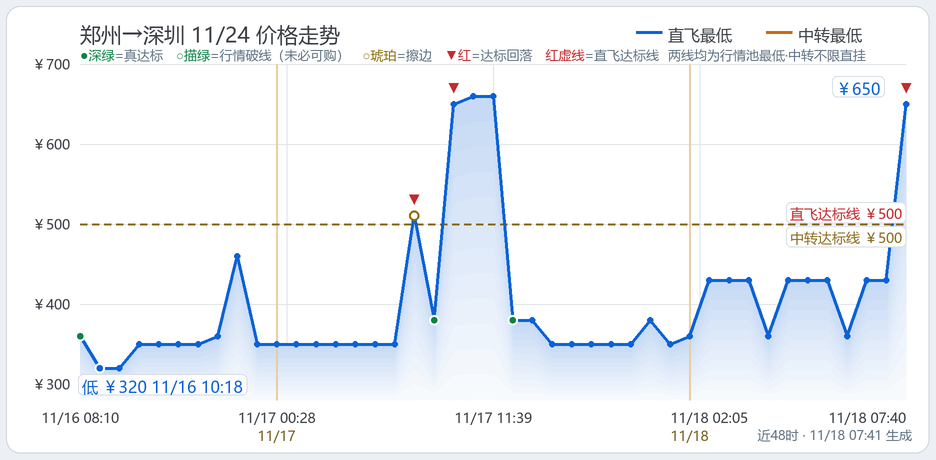 郑州→深圳 11/24 价格走势
直飞最低 中转最低
●深绿=真达标 ○描绿=行情破线（未必可购） ○琥珀=擦边 ▼红=达标回落 红虚线=直飞达标线 两线均为行情池最低·中转不限直挂
￥700
￥650
￥600
直飞达标线 ￥500
￥500
中转达标线 ￥500
￥400
￥300
低 ￥320 11/16 10:18
11/16 08:10 11/17 00:28 11/17 11:39 11/18 02:05 11/18 07:40
11/17 11/18 近48时 · 11/18 07:41 生成